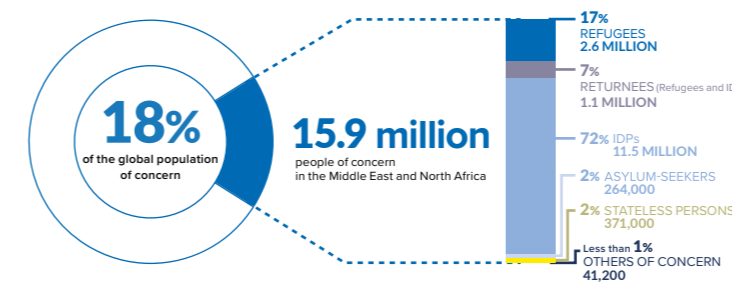 18%
of the global population
of concern
15.9 million
people of concern
in the Middle East and North Africa
17%
REFUGEES
2.6 MILLION
7%
RETURNEES (Refugees and
1.1 MILLION
72% IDPs
11.5 MILLION
2% ASYLUM-SEEKERS
264,000
2% STATELESS PERSONS
371,000
Less than 1%
OTHERS OF CONCERN
41,200